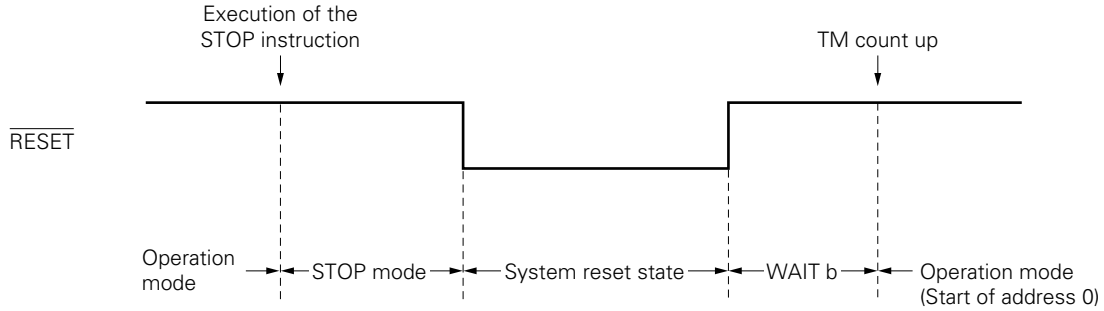 Execution of the
STOP instruction
TM count up
RESET
Operation
mode
STOP mode
System reset state
WAIT b
Operation mode
(Start of address 0)